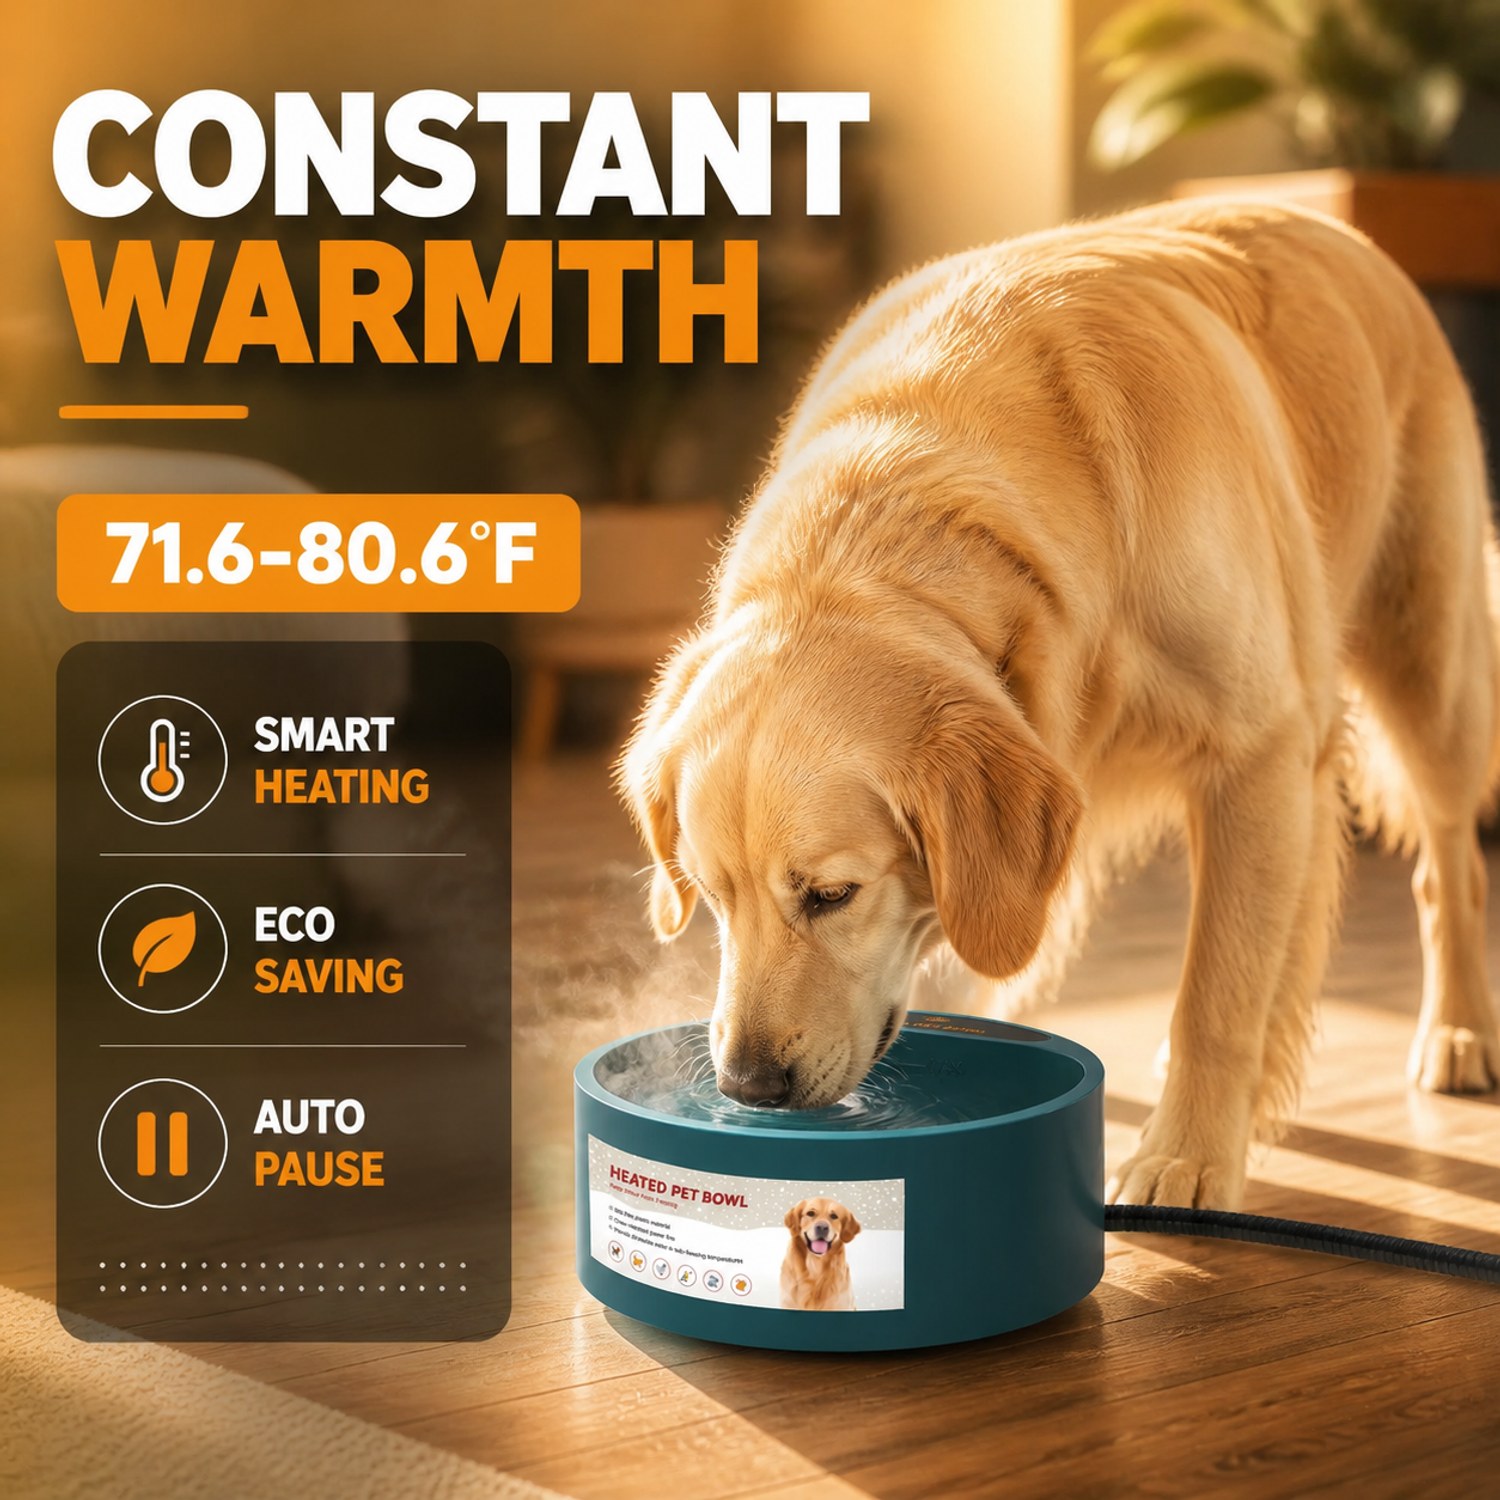 CONSTANT
WARMTH
71.6-80.6°F
SMART
HEATING
ECO
SAVING
AUTO
PAUSE
HEATED PET BOWL